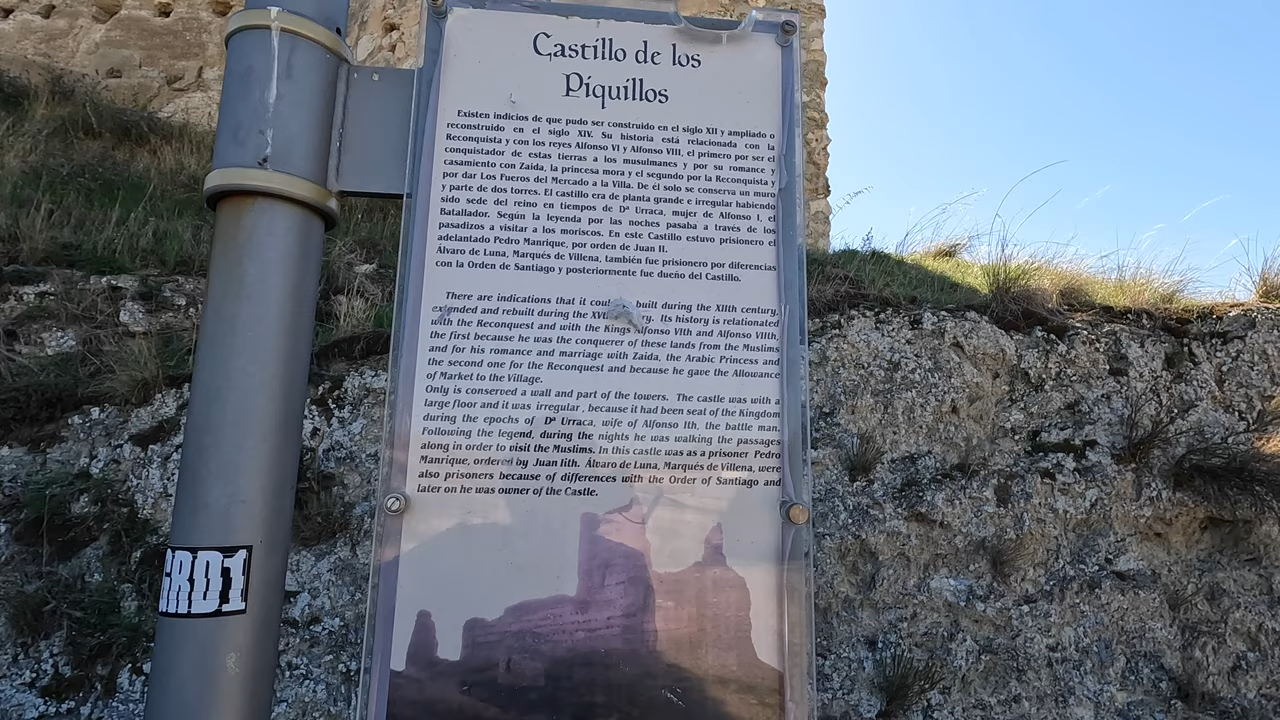 Castillo de los
Piquillos
Existen indicios de que pudo ser construido en el siglo XII y ampliado o
reconstruido en el siglo XIV. Su historia está relacionada con la
Reconquista y con los reyes Alfonso VI y Alfonso VIII, el primero por ser el
conquistador de estas tierras a los musulmanes y por su romance y
casamiento con Zaida, la princesa mora y el segundo por la Reconquista y
por dar Los Fueros del Mercado a la Villa. De él solo se conserva un muro
y parte de dos torres. El castillo era de planta grande e irregular habiendo
sido sede del reino en tiempos de Dª Urraca, mujer de Alfonso I, el
Batallador. Según la leyenda por las noches pasaba a través de los
pasadizos a visitar a los moriscos. En este Castillo estuvo prisionero el
adelantado Pedro Manrique, por orden de Juan II.
Álvaro de Luna, Marqués de Villena, también fue prisionero por diferencias
con la Orden de Santiago y posteriormente fue dueño del Castillo.
There are indications that it built during the XIIth century,
extended and rebuilt during the Its history is relationated
with the Reconquest and with the Kings Alfonso VIth and Alfonso VIIth,
the first because he was the conquerer of these lands from the Muslims
and for his romance and marriage with Zaida, the Arabic Princess and
the second one for the Reconquest and because he gave the Allowance
of Market to the Village.
Only is conserved a wall and part of the towers. The castle was with a
large floor and it was irregular , because it had been seat of the Kingdom
during the epochs of Dª Urraca, wife of Alfonso Ith, the battle man.
Following the legend, during the nights he was walking the passages
along in order to visit the Muslims. In this castle was as a prisoner Pedro
Manrique, ordered by Juan Iith. Álvaro de Luna, Marqués de Villena, were
also prisoners because of differences with the Order of Santiago and
later on he was owner of the Castle.
GRD1